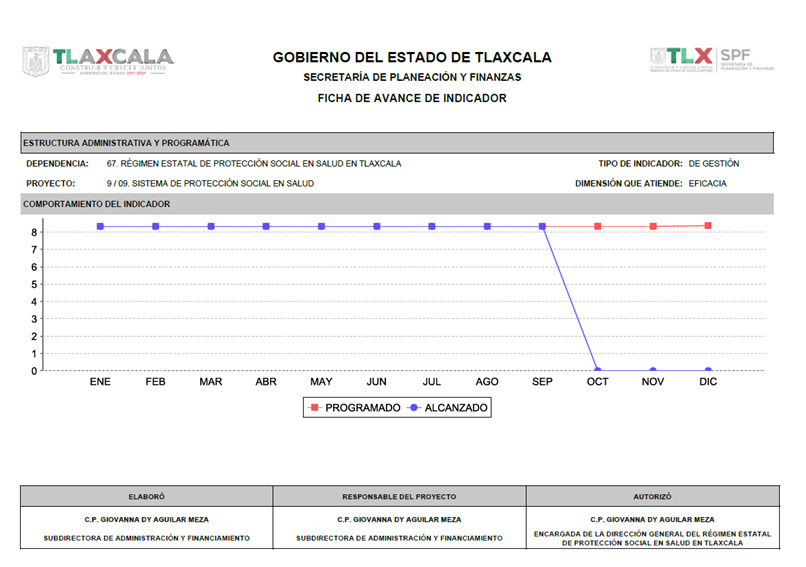 TLAXCALA
CONSTRUIR Y CRECER JUNTOS
GOBIERNO DEL ESTADO 2017-2021
GOBIERNO DEL ESTADO DE TLAXCALA
SECRETARÍA DE PLANEACIÓN Y FINANZAS
FICHA DE AVANCE DE INDICADOR
TLX
SPF
SECRETARÍA DE
PLANEACIÓN Y FINANZAS
ESTRUCTURA ADMINISTRATIVA Y PROGRAMÁTICA
DEPENDENCIA: 67. RÉGIMEN ESTATAL DE PROTECCIÓN SOCIAL EN SALUD EN TLAXCALA TIPO DE INDICADOR: DE GESTIÓN
PROYECTO: 9 / 09. SISTEMA DE PROTECCIÓN SOCIAL EN SALUD DIMENSIÓN QUE ATIENDE: EFICACIA
COMPORTAMIENTO DEL INDICADOR
8
7
6
5
4
3
2
1
0
ENE FEB MAR ABR MAY JUN JUL AGO SEP OCT NOV DIC
PROGRAMADO ALCANZADO
ELABORÓ RESPONSABLE DEL PROYECTO AUTORIZÓ
C.P. GIOVANNA DY AGUILAR MEZA C.P. GIOVANNA DY AGUILAR MEZA C.P. GIOVANNA DY AGUILAR MEZA
SUBDIRECTORA DE ADMINISTRACIÓN Y FINANCIAMIENTO SUBDIRECTORA DE ADMINISTRACIÓN Y FINANCIAMIENTO ENCARGADA DE LA DIRECCIÓN GENERAL DEL RÉGIMEN ESTATAL
DE PROTECCIÓN SOCIAL EN SALUD EN TLAXCALA